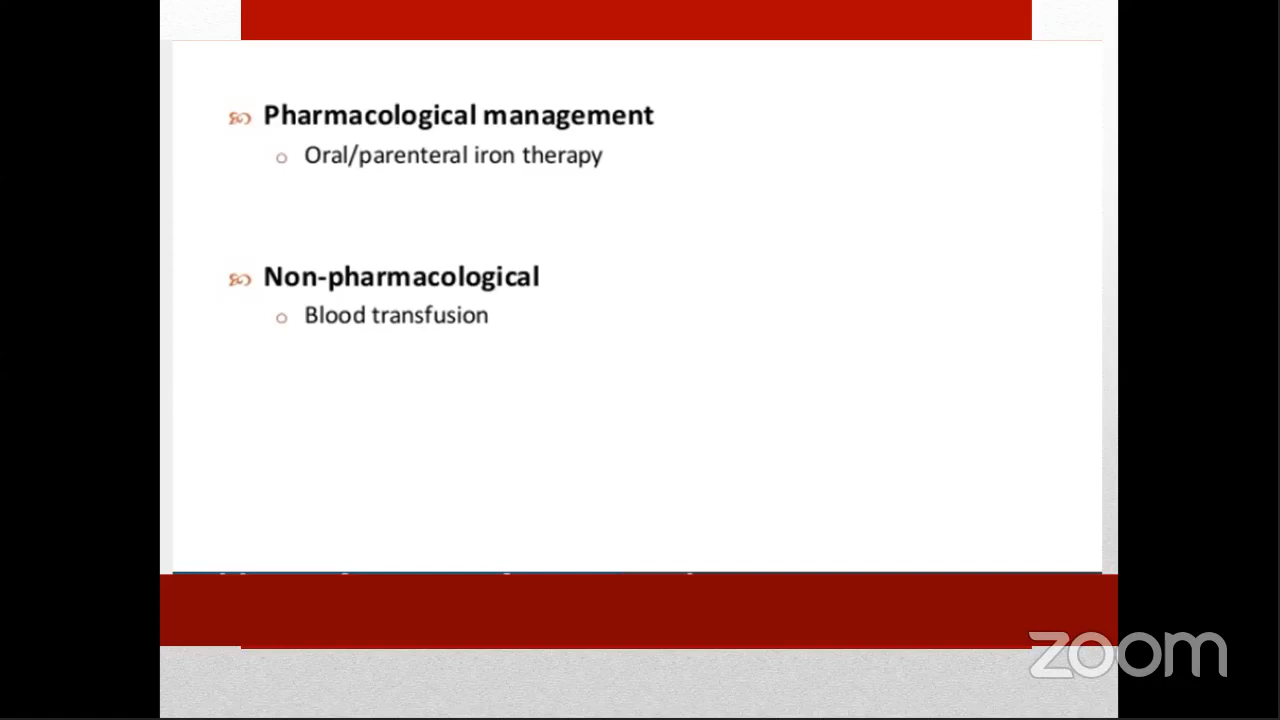 Pharmacological management
Oral/parenteral iron therapy
Non-pharmacological
Blood transfusion
zoom